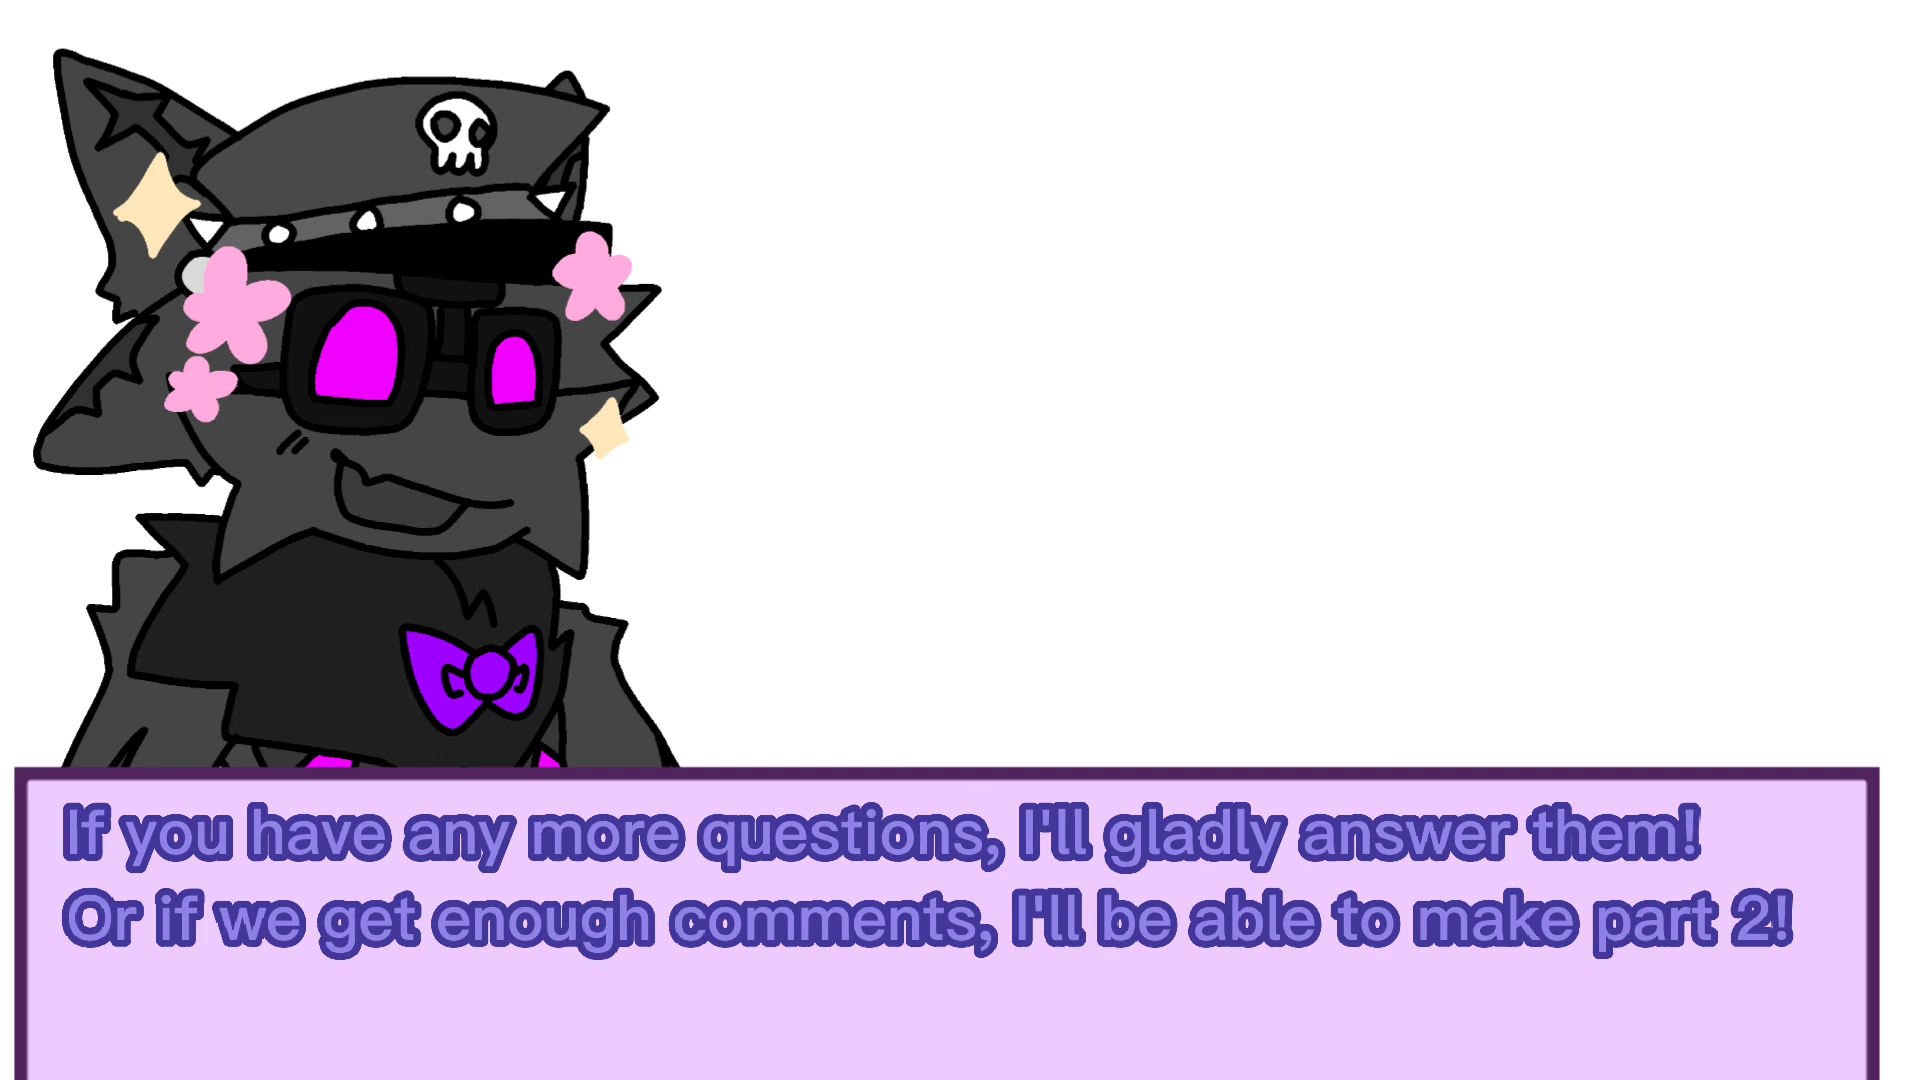 If you have any more questions, I'll gladly answer them!
Or if we get enough comments, I'll be able to make part 2!